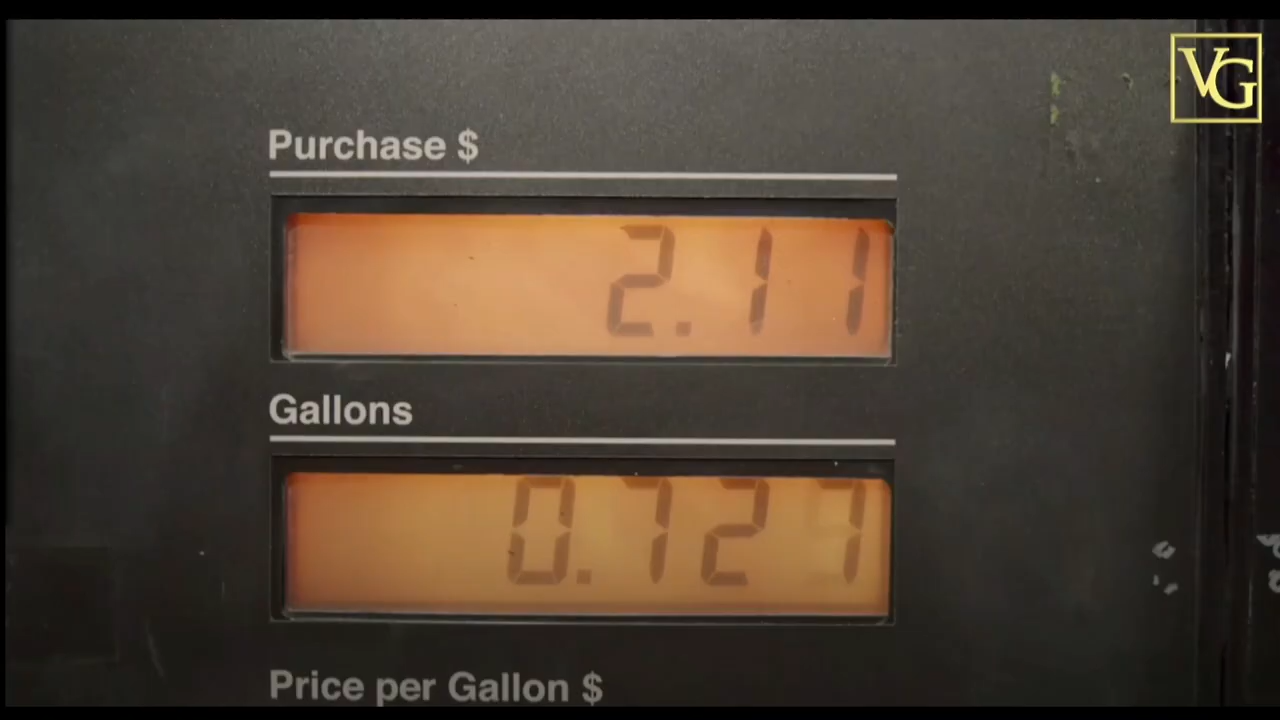 VG
Purchase $
2.11
Gallons
0.727
Price per Gallon $